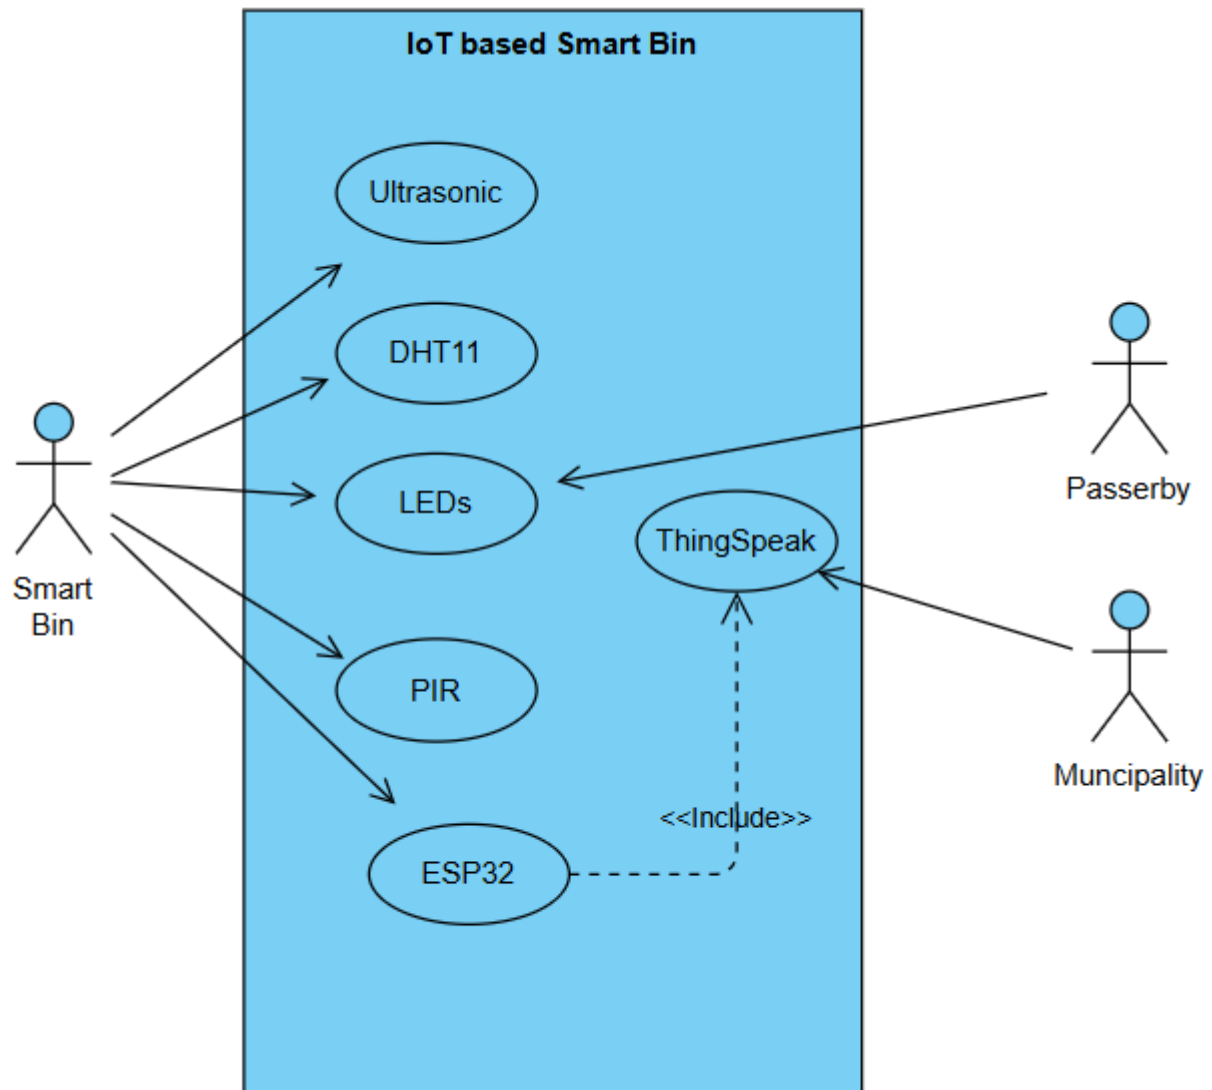 IoT based Smart Bin
Ultrasonic
DHT11
LEDs
ThingSpeak
PIR
<<Include>>
ESP32
Smart
Bin
Passerby
Muncipality